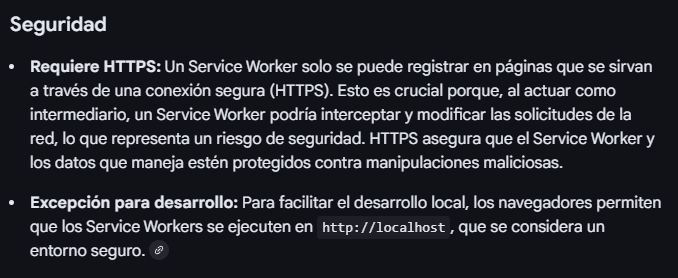 Seguridad
• Requiere HTTPS: Un Service Worker solo se puede registrar en páginas que se sirvan
a través de una conexión segura (HTTPS). Esto es crucial porque, al actuar como
intermediario, un Service Worker podría interceptar y modificar las solicitudes de la
red, lo que representa un riesgo de seguridad. HTTPS asegura que el Service Worker y
los datos que maneja estén protegidos contra manipulaciones maliciosas.
• Excepción para desarrollo: Para facilitar el desarrollo local, los navegadores permiten
que los Service Workers se ejecuten en http://localhost, que se considera un
entorno seguro.